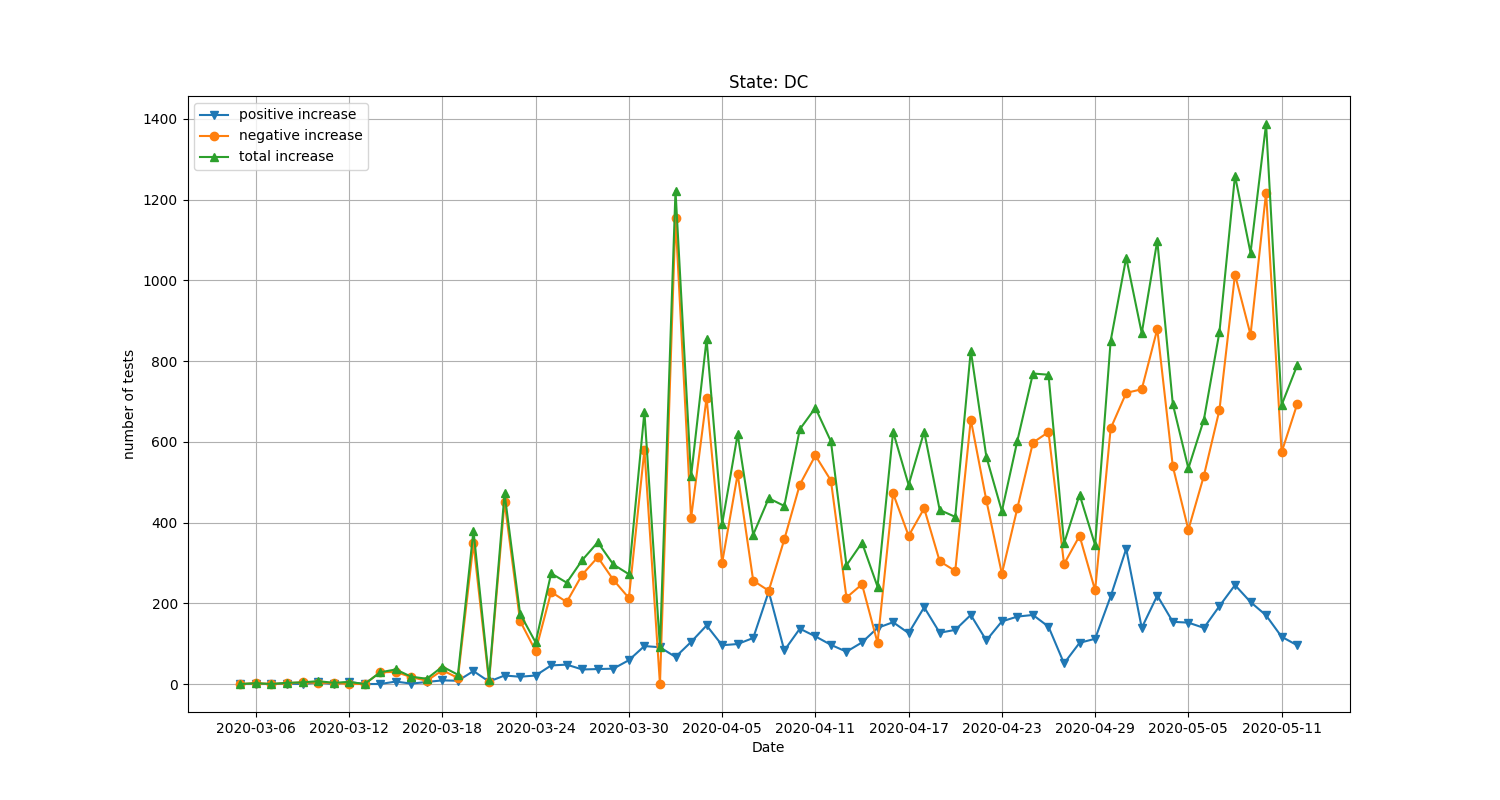 State: DC
positive increase
negative increase
total increase
number of tests
1400
1200
1000
800
600
400
200
0
2020-03-06 2020-03-12 2020-03-18 2020-03-24 2020-03-30 2020-04-05 2020-04-11 2020-04-17 2020-04-23 2020-04-29 2020-05-05 2020-05-11
Date